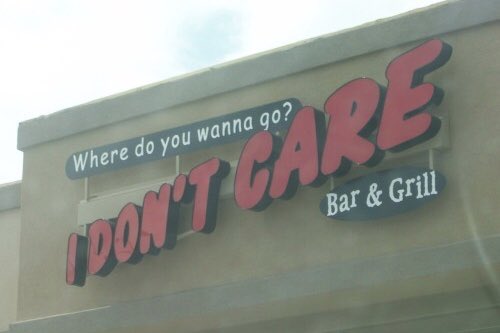 Where do you wanna go?
I DON'T CARE
Bar & Grill